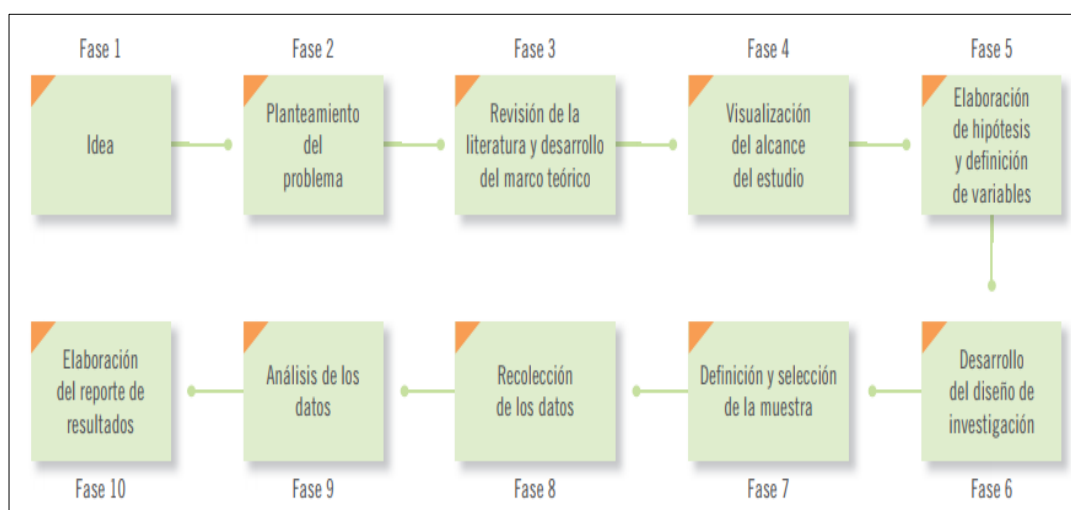 Fase 1
Fase 2
Fase 3
Fase 4
Fase 5
Idea
Planteamiento
del
problema
Revisión de la
literatura y desarrollo
del marco teórico
Visualización
del alcance
del estudio
Elaboración
de hipótesis
y definición
de variables
Elaboración
del reporte de
resultados
Análisis de los
datos
Recolección
de los datos
Definición y selección
de la muestra
Desarrollo
del diseño de
investigación
Fase 10
Fase 9
Fase 8
Fase 7
Fase 6